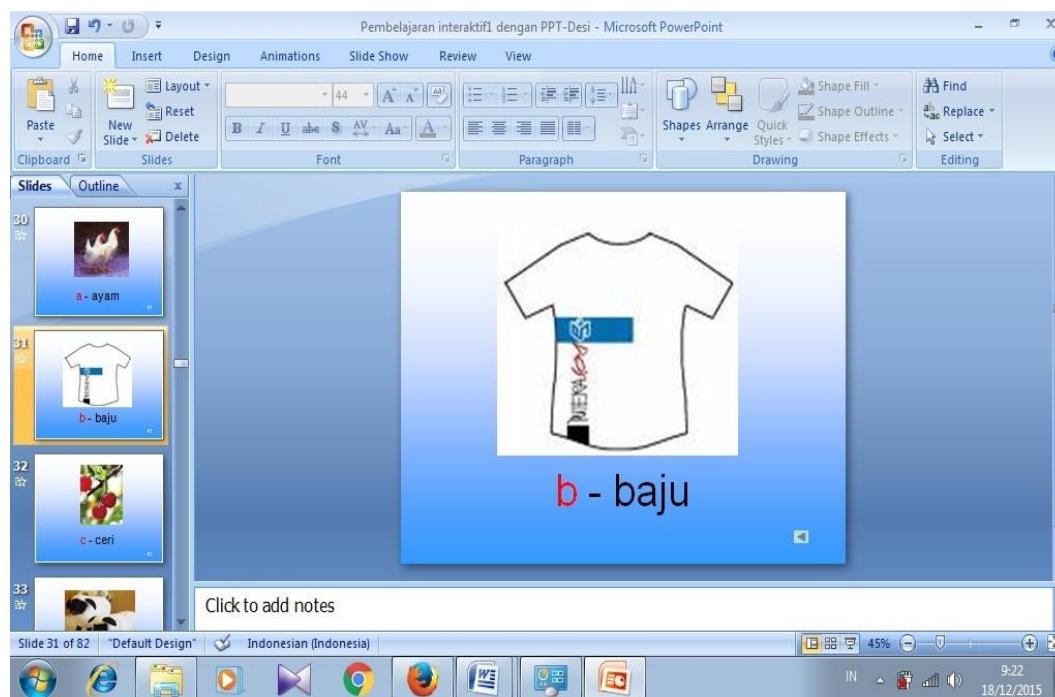 Pembelajaran interaktif1 dengan PPT-Desi - Microsoft PowerPoint
Home Insert Design Animations Slide Show Review View
Paste
New Slide
Layout
Reset
Delete
44
B I U abe S AV Aa A
Shapes Arrange Quick Styles
Shape Fill
Shape Outline
Shape Effects
Find
Replace
Select
Clipboard Slides Font Paragraph Drawing Editing
Slides Outline
30
a - ayam
31
b - baju
32
c - ceri
33
b - baju
Click to add notes
Slide 31 of 82 "Default Design" Indonesian (Indonesia) 45%
IN 9:22
18/12/2015